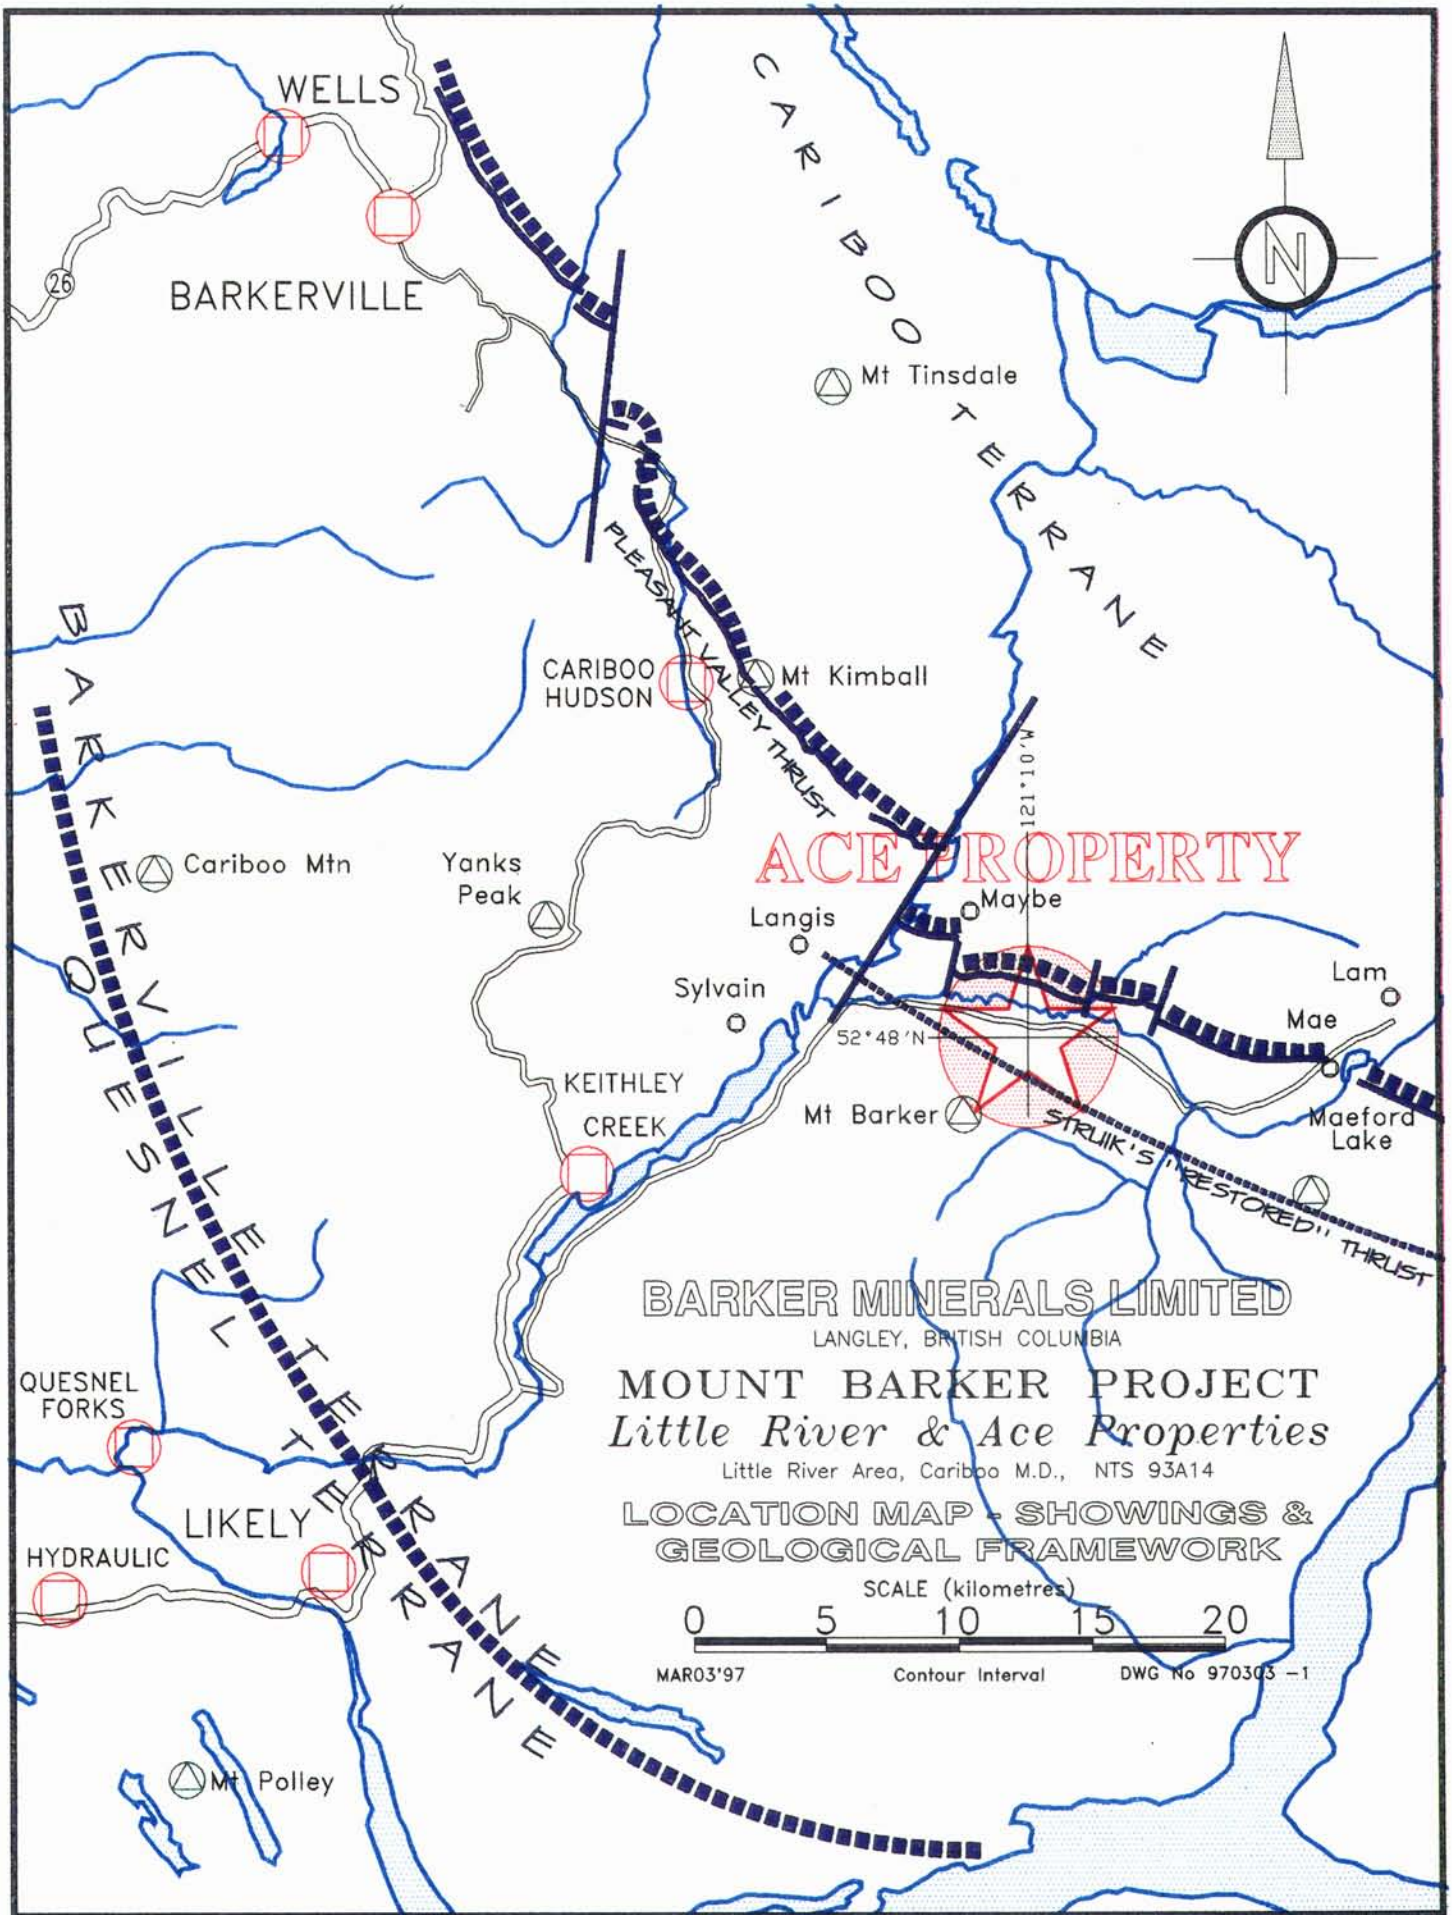 WELLS
BARKERVILLE
26
CARIBOO TERRANE
N
Mt Tinsdale
PLEASANT VALLEY THRUST
BARKERVILLE TERRANE
QUESNEL TERRANE
CARIBOO
HUDSON
Mt Kimball
121°10'W
ACE PROPERTY
Cariboo Mtn
Yanks
Peak
Langis
Maybe
Sylvain
Lam
Mae
52°48'N
KEITHLEY
CREEK
Mt Barker
Maeford
Lake
STRUIK'S "RESTORED" THRUST
BARKER MINERALS LIMITED
LANGLEY, BRITISH COLUMBIA
MOUNT BARKER PROJECT
Little River & Ace Properties
Little River Area, Cariboo M.D., NTS 93A14
LOCATION MAP - SHOWINGS &
GEOLOGICAL FRAMEWORK
SCALE (kilometres)
0 5 10 15 20
MAR03'97 Contour Interval DWG No 970303 -1
QUESNEL
FORKS
LIKELY
HYDRAULIC
Mt Polley